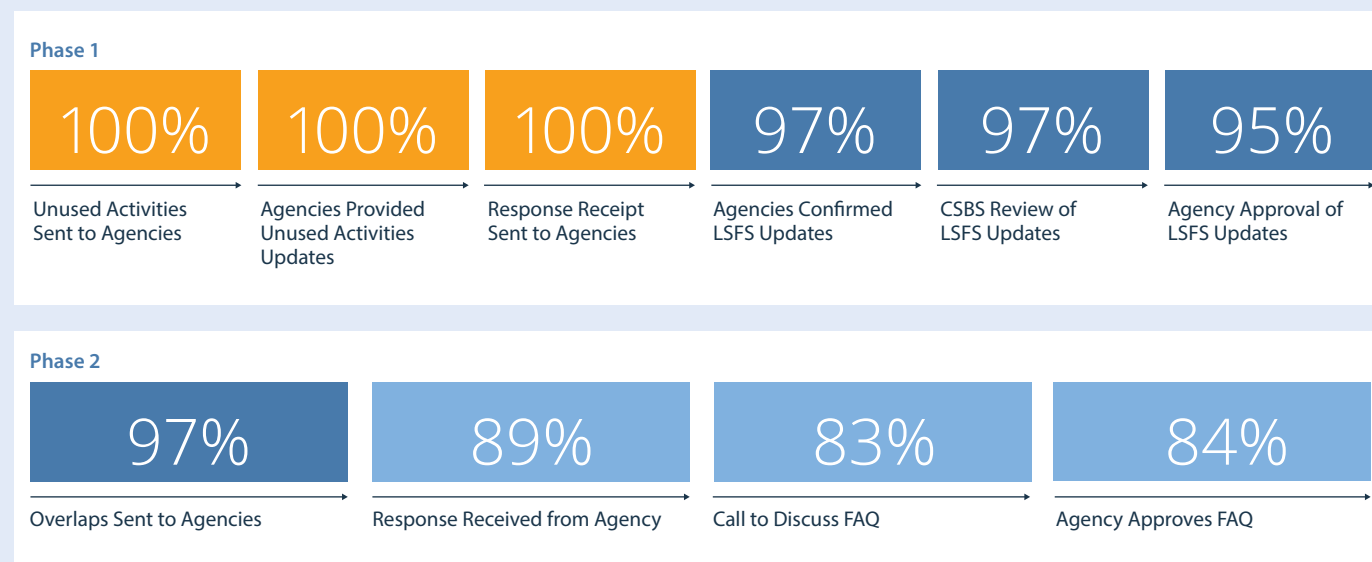 Phase 1
100% 100% 100% 97% 97% 95%
Unused Activities
Sent to Agencies
Agencies Provided
Unused Activities
Updates
Response Receipt
Sent to Agencies
Agencies Confirmed
LSFS Updates
CSBS Review of
LSFS Updates
Agency Approval of
LSFS Updates
Phase 2
97% 89% 83% 84%
Overlaps Sent to Agencies
Response Received from Agency
Call to Discuss FAQ
Agency Approves FAQ